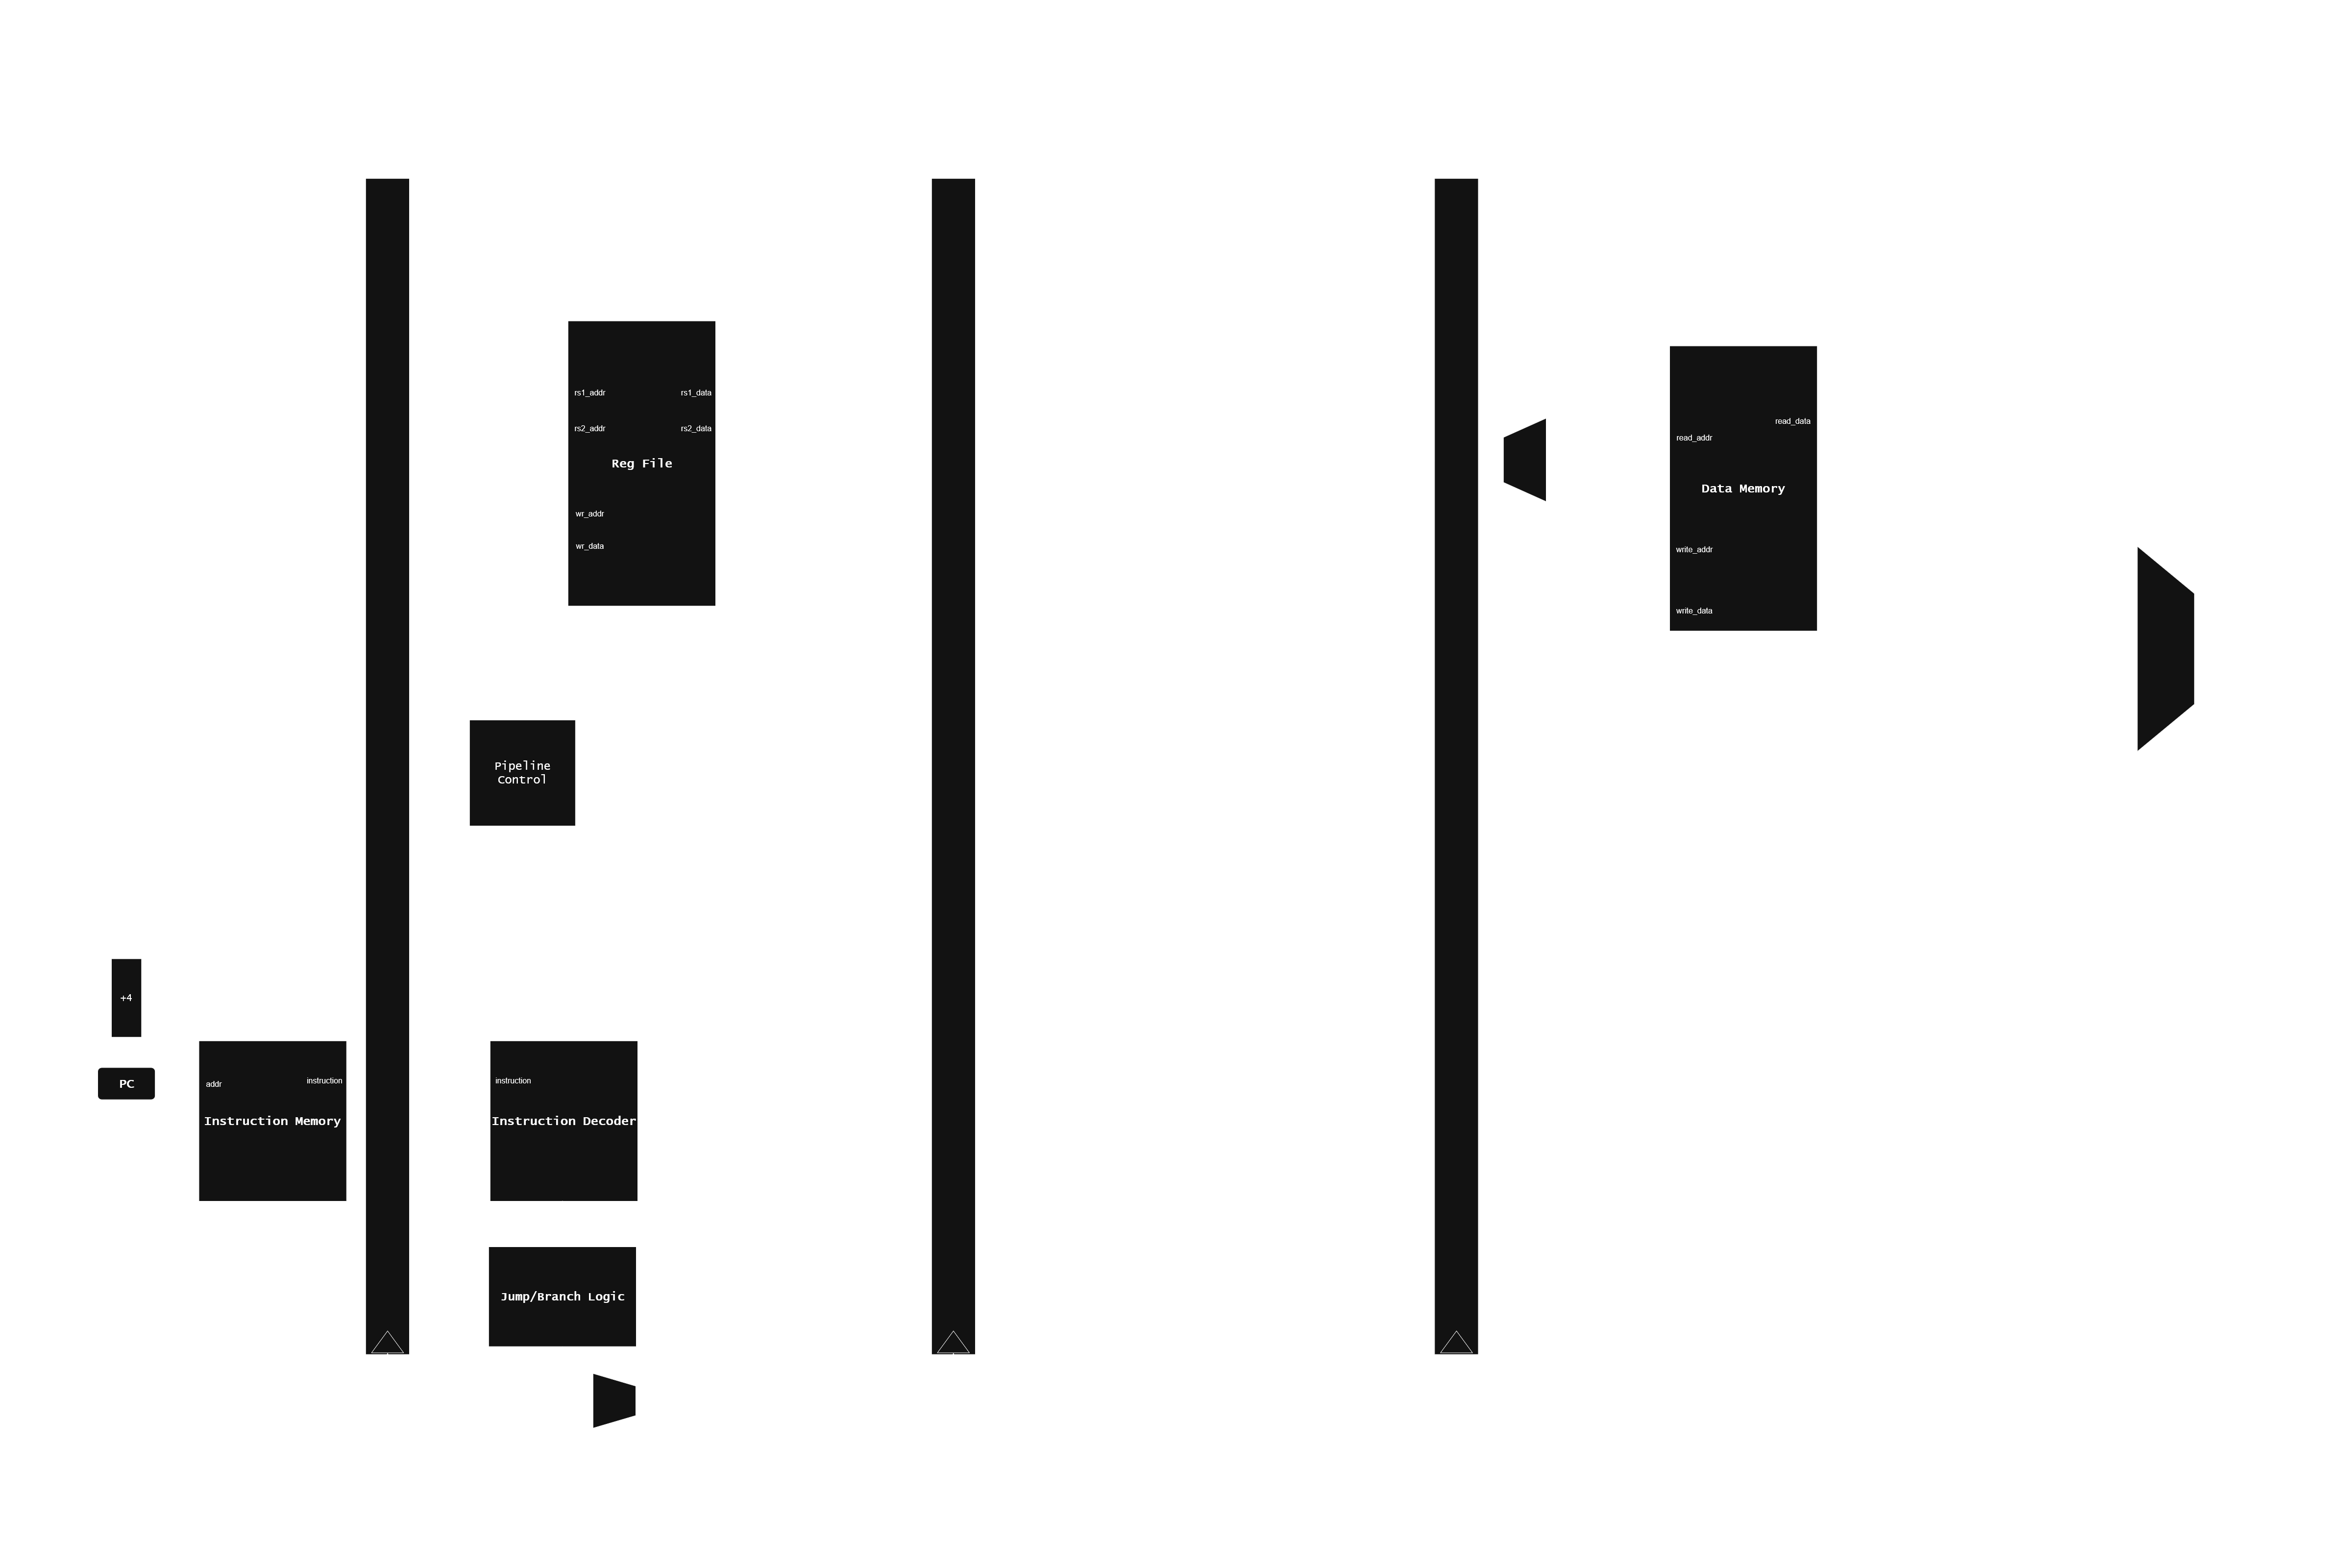 rs1_addr
rs1_data
rs2_addr
rs2_data
Reg File
wr_addr
wr_data
read_data
read_addr
Data Memory
write_addr
write_data
Pipeline
Control
+4
PC
addr
instruction
Instruction Memory
instruction
Instruction Decoder
Jump/Branch Logic